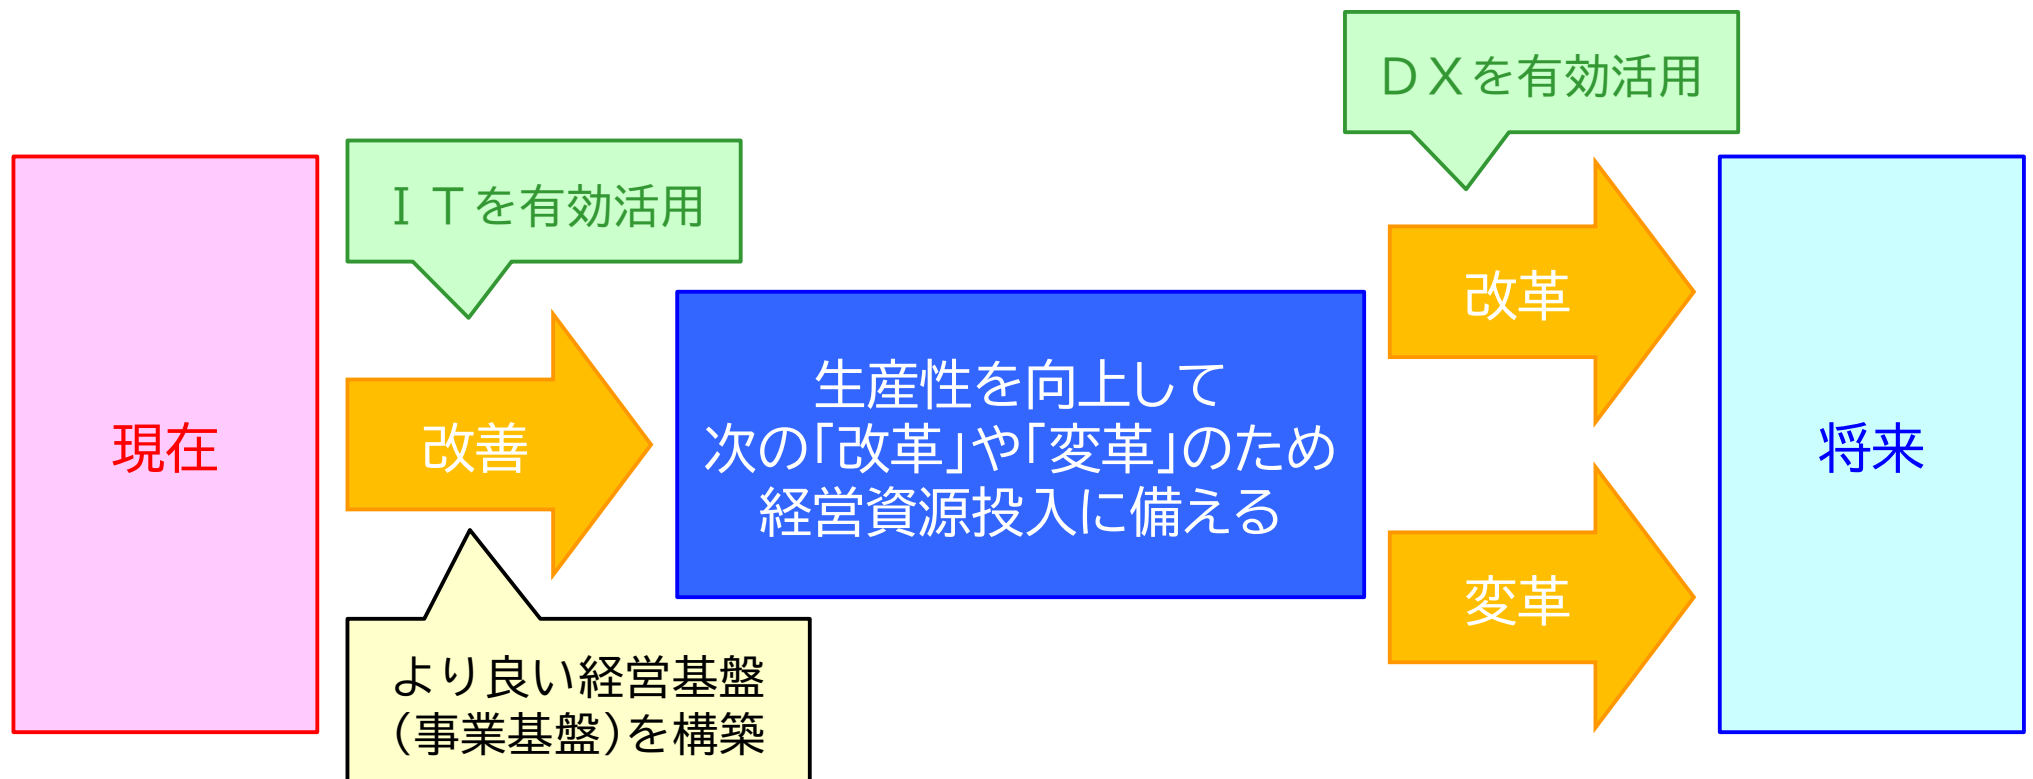 現在
ＩＴを有効活用
改善
より良い経営基盤
（事業基盤）を構築
生産性を向上して
次の「改革」や「変革」のため
経営資源投入に備える
ＤＸを有効活用
改革
変革
将来